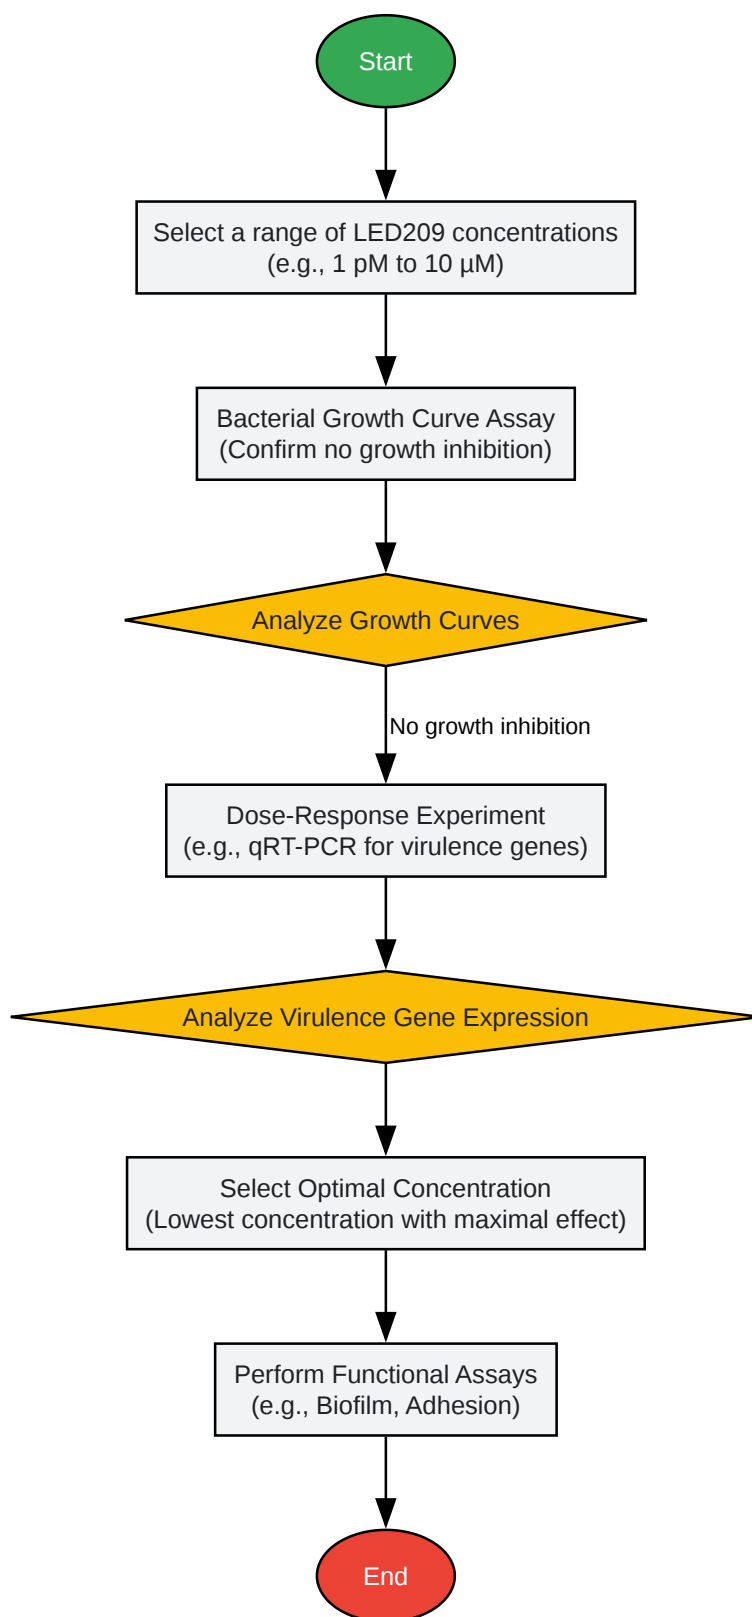 Start
Select a range of LED209 concentrations
(e.g., 1 pM to 10 µM)
Bacterial Growth Curve Assay
(Confirm no growth inhibition)
Analyze Growth Curves
No growth inhibition
Dose-Response Experiment
(e.g., qRT-PCR for virulence genes)
Analyze Virulence Gene Expression
Select Optimal Concentration
(Lowest concentration with maximal effect)
Perform Functional Assays
(e.g., Biofilm, Adhesion)
End